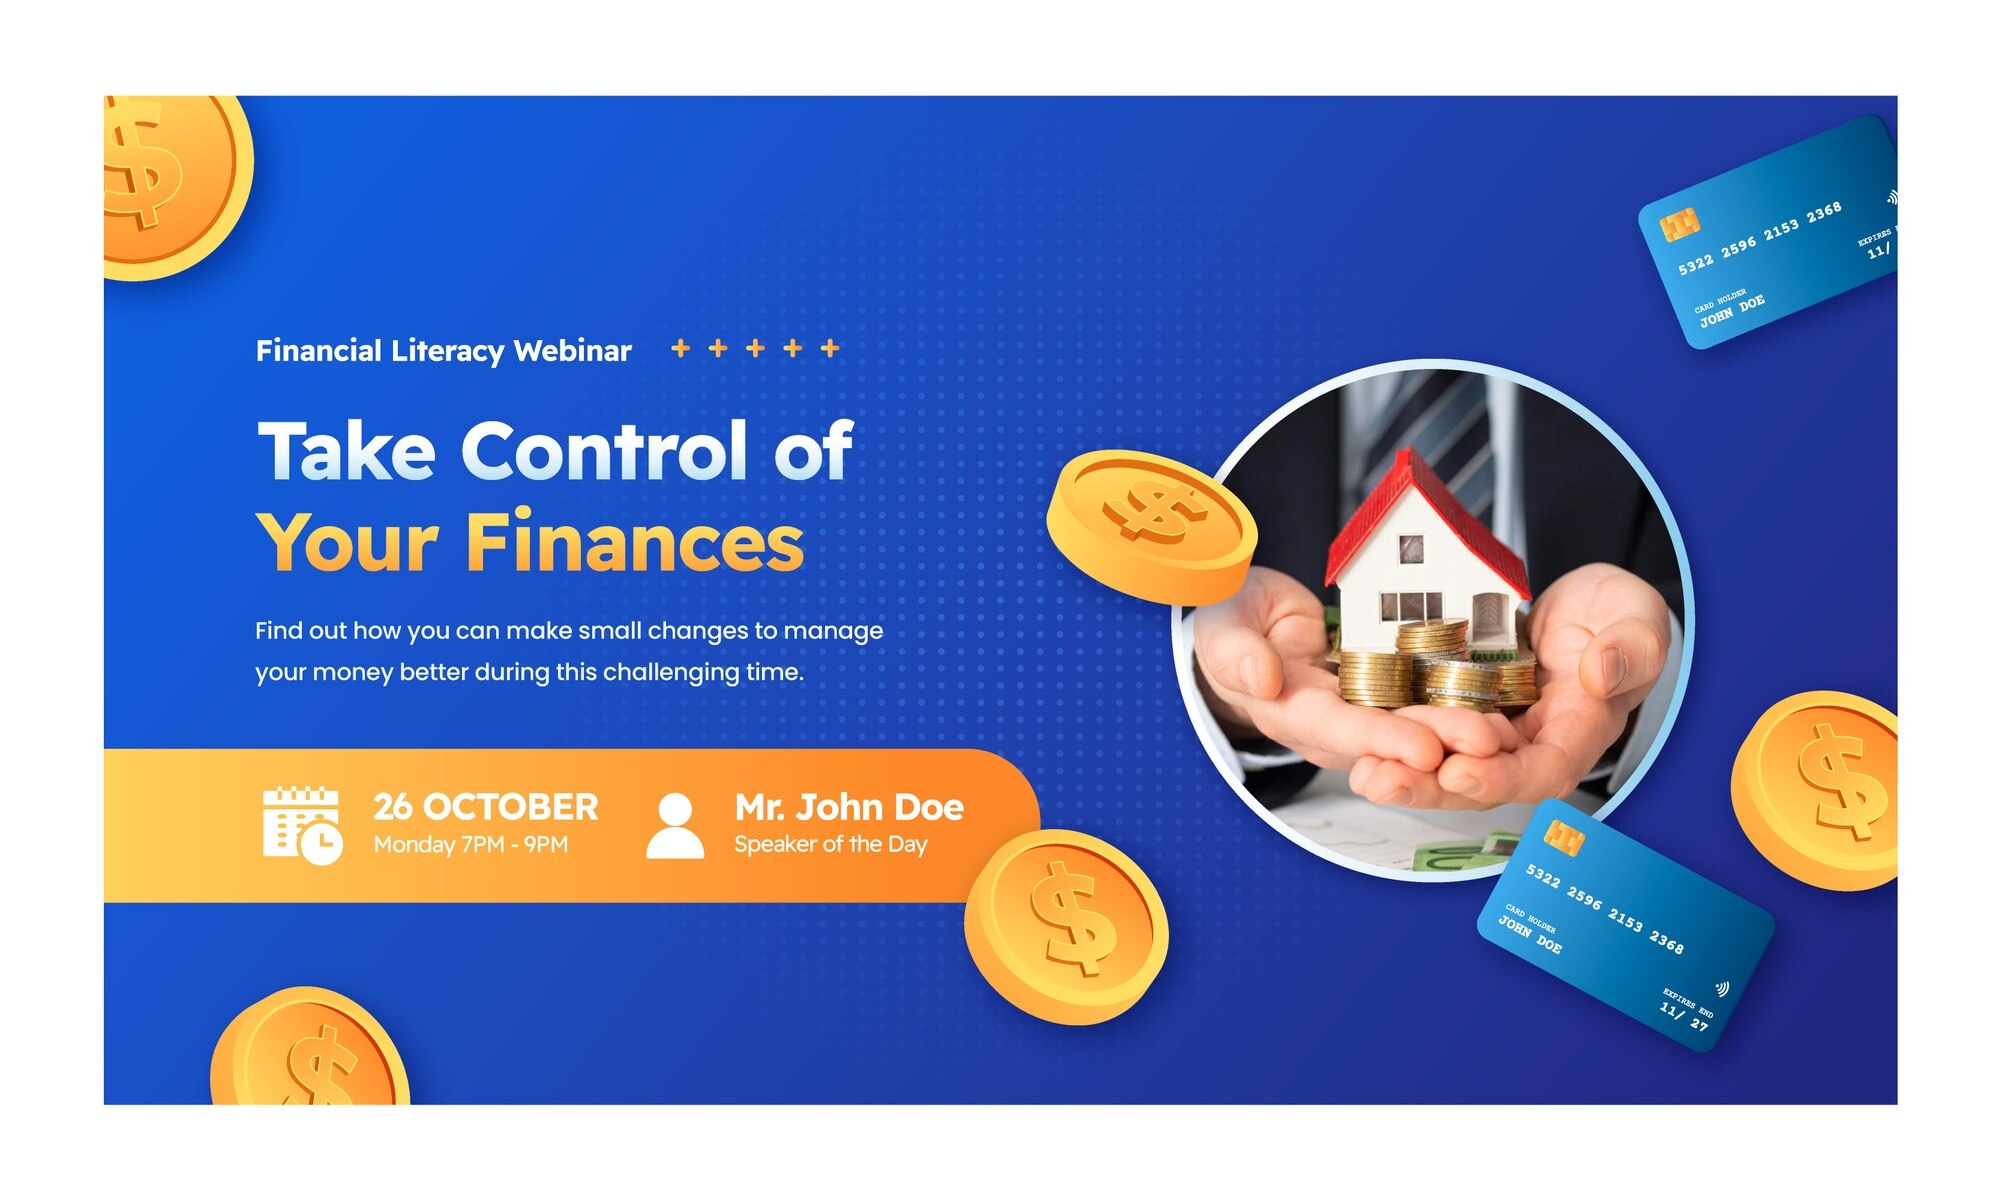 Financial Literacy Webinar
Take Control of
Your Finances
Find out how you can make small changes to manage
your money better during this challenging time.
26 OCTOBER
Monday 7PM - 9PM
Mr. John Doe
Speaker of the Day
5322 2596 2153 2368
EXPIRES
11/
CARD HOLDER
JOHN DOE
5322 2596 2153 2368
CARD HOLDER
JOHN DOE
EXPIRES END
11/ 27